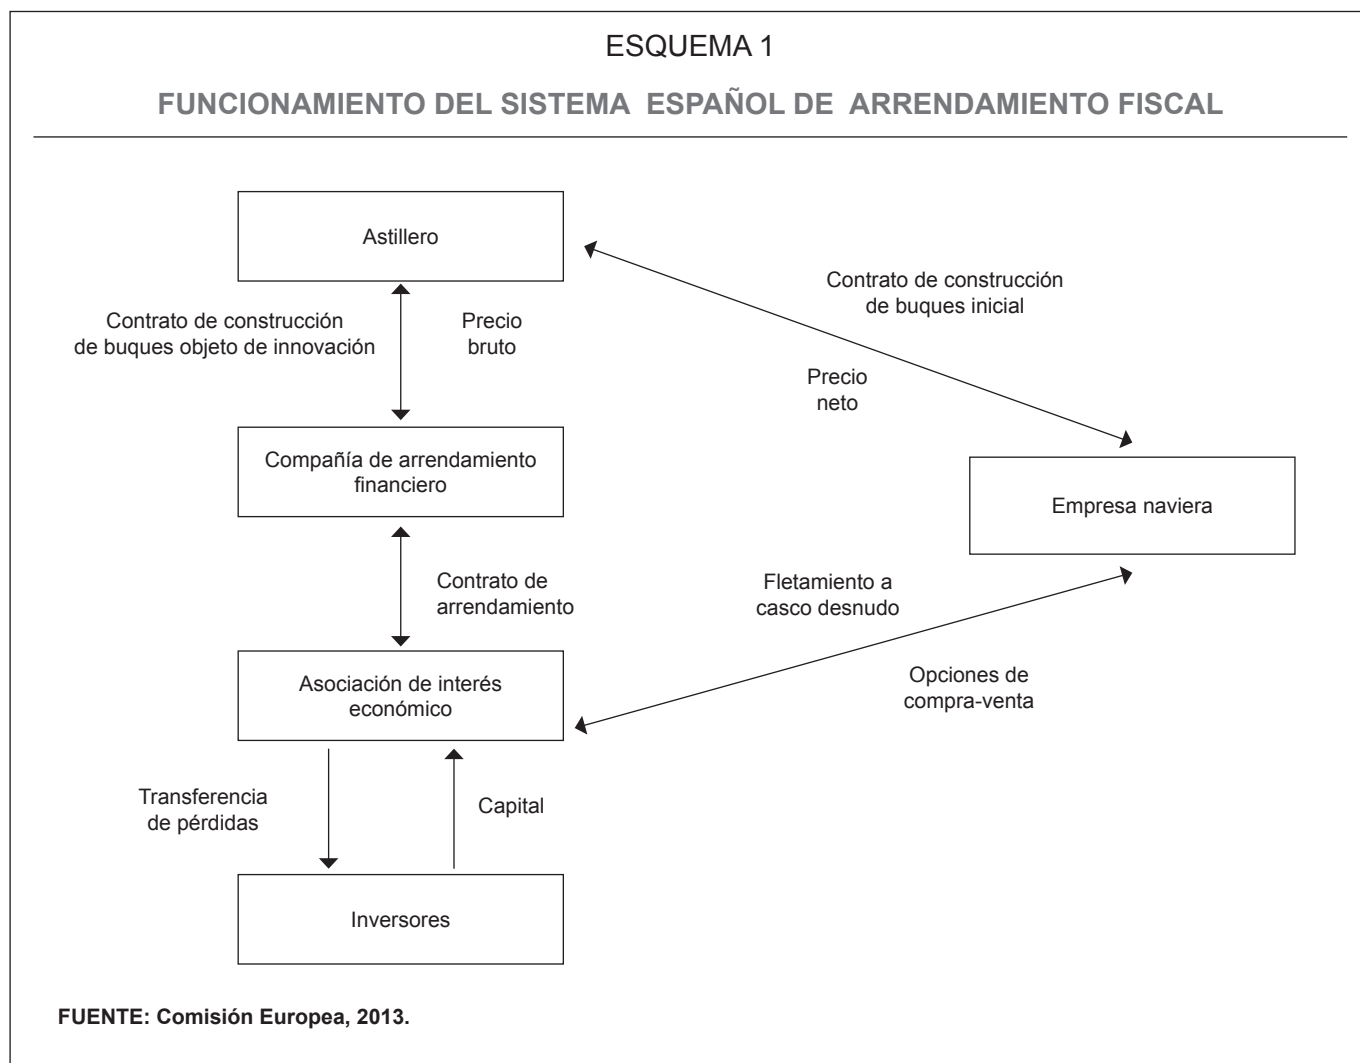 ESQUEMA 1
FUNCIONAMIENTO DEL SISTEMA ESPAÑOL DE ARRENDAMIENTO FISCAL
Astillero
Contrato de construcción
de buques inicial
Contrato de construcción
de buques objeto de innovación
Precio
bruto
Precio
neto
Compañía de arrendamiento
financiero
Empresa naviera
Contrato de
arrendamiento
Fletamiento a
casco desnudo
Asociación de interés
económico
Opciones de
compra-venta
Transferencia
de pérdidas
Capital
Inversores
FUENTE: Comisión Europea, 2013.